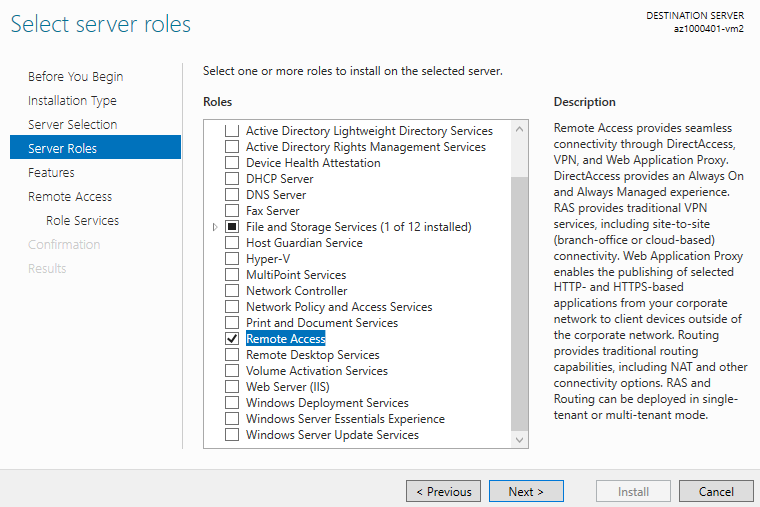 Select server roles
DESTINATION SERVER
az1000401-vm2
Before You Begin
Installation Type
Server Selection
Server Roles
Features
Remote Access
Role Services
Confirmation
Results
Select one or more roles to install on the selected server.
Roles
Active Directory Lightweight Directory Services
Active Directory Rights Management Services
Device Health Attestation
DHCP Server
DNS Server
Fax Server
File and Storage Services (1 of 12 installed)
Host Guardian Service
Hyper-V
MultiPoint Services
Network Controller
Network Policy and Access Services
Print and Document Services
Remote Access
Remote Desktop Services
Volume Activation Services
Web Server (IIS)
Windows Deployment Services
Windows Server Essentials Experience
Windows Server Update Services
Description
Remote Access provides seamless
connectivity through DirectAccess,
VPN, and Web Application Proxy.
DirectAccess provides an Always On
and Always Managed experience.
RAS provides traditional VPN
services, including site-to-site
(branch-office or cloud-based)
connectivity. Web Application Proxy
enables the publishing of selected
HTTP- and HTTPS-based
applications from your corporate
network to client devices outside of
the corporate network. Routing
provides traditional routing
capabilities, including NAT and other
connectivity options. RAS and
Routing can be deployed in single-
tenant or multi-tenant mode.
< Previous
Next >
Install
Cancel